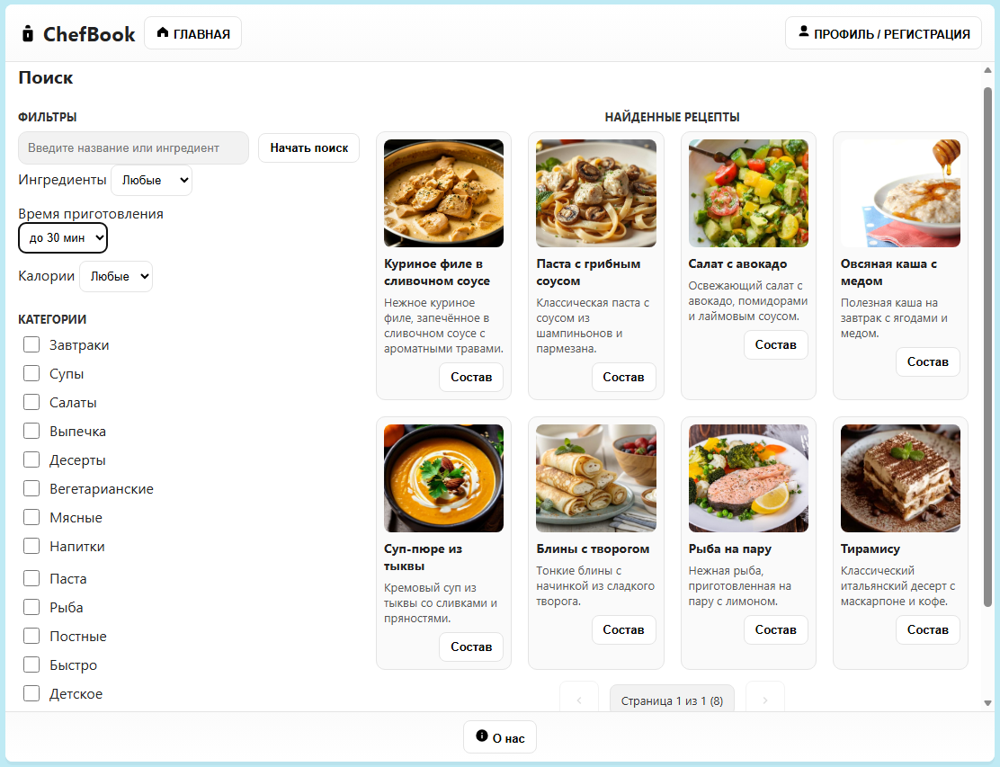 ChefBook
ГЛАВНАЯ
ПРОФИЛЬ / РЕГИСТРАЦИЯ
Поиск
ФИЛЬТРЫ
Введите название или ингредиент
Начать поиск
Ингредиенты Любые
Время приготовления
до 30 мин
Калории Любые
КАТЕГОРИИ
Завтраки
Супы
Салаты
Выпечка
Десерты
Вегетарианские
Мясные
Напитки
Паста
Рыба
Постные
Быстро
Детское
НАЙДЕННЫЕ РЕЦЕПТЫ
Куриное филе в
сливочном соусе
Нежное куриное
филе, запечённое в
сливочном соусе с
ароматными травами.
Состав
Паста с грибным
соусом
Классическая паста с
соусом из
шампиньонов и
пармезана.
Состав
Салат с авокадо
Освежающий салат с
авокадо, помидорами
и лаймовым соусом.
Состав
Овсяная каша с
медом
Полезная каша на
завтрак с ягодами и
медом.
Состав
Суп-пюре из
тыквы
Кремовый суп из
тыквы со сливками и
пряностями.
Состав
Блины с творогом
Тонкие блины с
начинкой из сладкого
творога.
Состав
Рыба на пару
Нежная рыба,
приготовленная на
пару с лимоном.
Состав
Тирамису
Классический
итальянский десерт с
маскарпоне и кофе.
Состав
‹
Страница 1 из 1 (8)
›
О нас